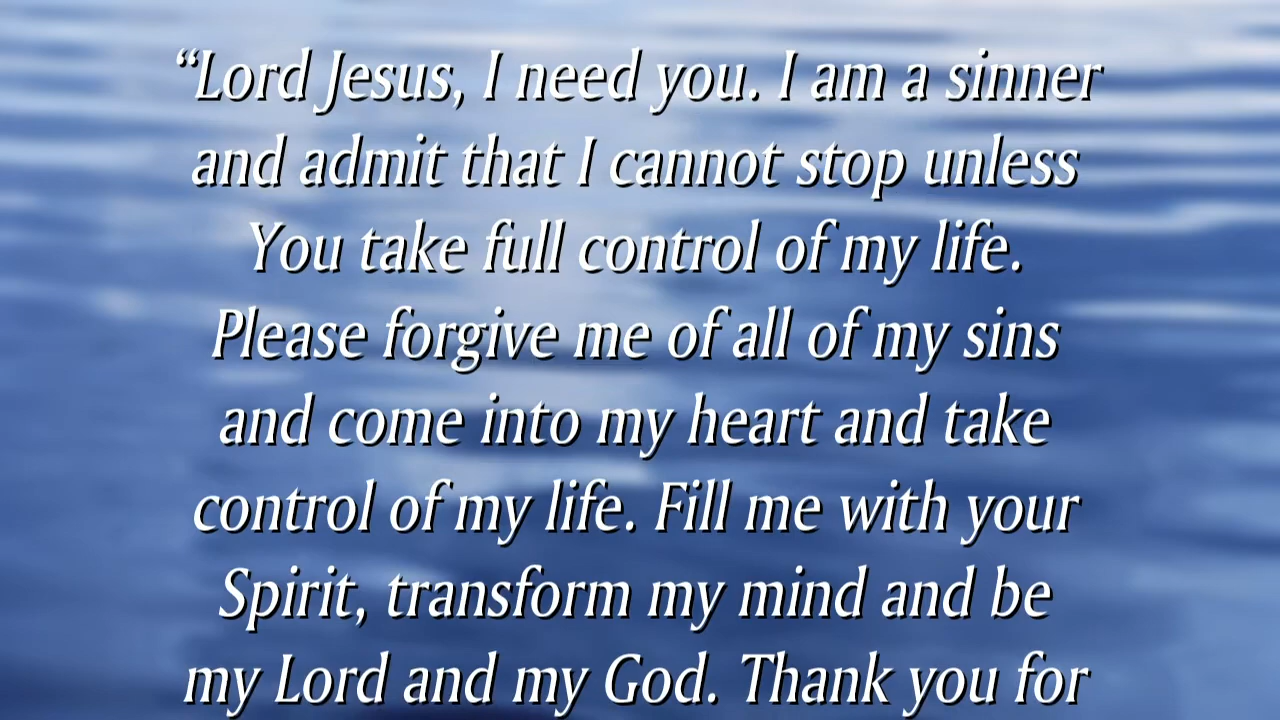 “Lord Jesus, I need you. I am a sinner
and admit that I cannot stop unless
You take full control of my life.
Please forgive me of all of my sins
and come into my heart and take
control of my life. Fill me with your
Spirit, transform my mind and be
my Lord and my God. Thank you for